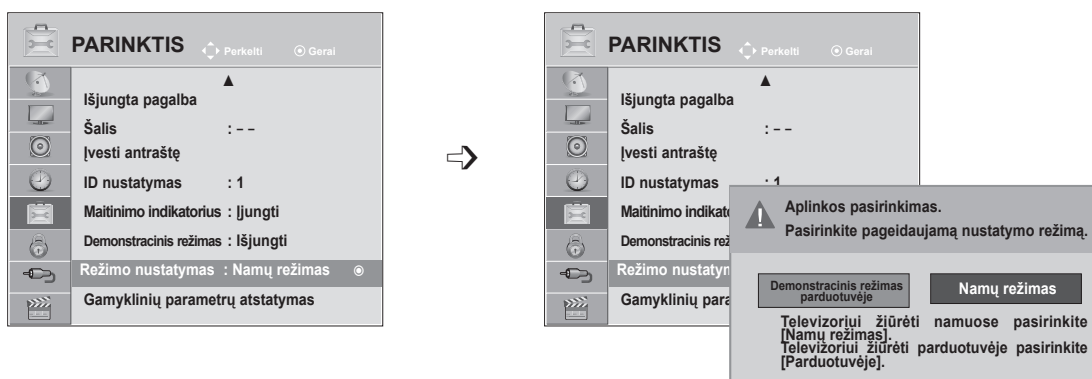 PARINKTIS Perkelti Gerai
Išjungta pagalba
Šalis : – –
Įvesti antraštę
ID nustatymas : 1
Maitinimo indikatorius : Įjungti
Demonstracinis režimas : Išjungti
Režimo nustatymas : Namų režimas
Gamyklinių parametrų atstatymas
PARINKTIS Perkelti Gerai
Išjungta pagalba
Šalis : – –
Įvesti antraštę
ID nustatymas : 1
Maitinimo indikato
Demonstracinis rež
Režimo nustatym
Gamyklinių para
Aplinkos pasirinkimas.
Pasirinkite pageidaujamą nustatymo režimą.
Demonstracinis režimas
parduotuvėje
Namų režimas
Televizoriui žiūrėti namuose pasirinkite
[Namų režimas].
Televizoriui žiūrėti parduotuvėje pasirinkite
[Parduotuvėje].